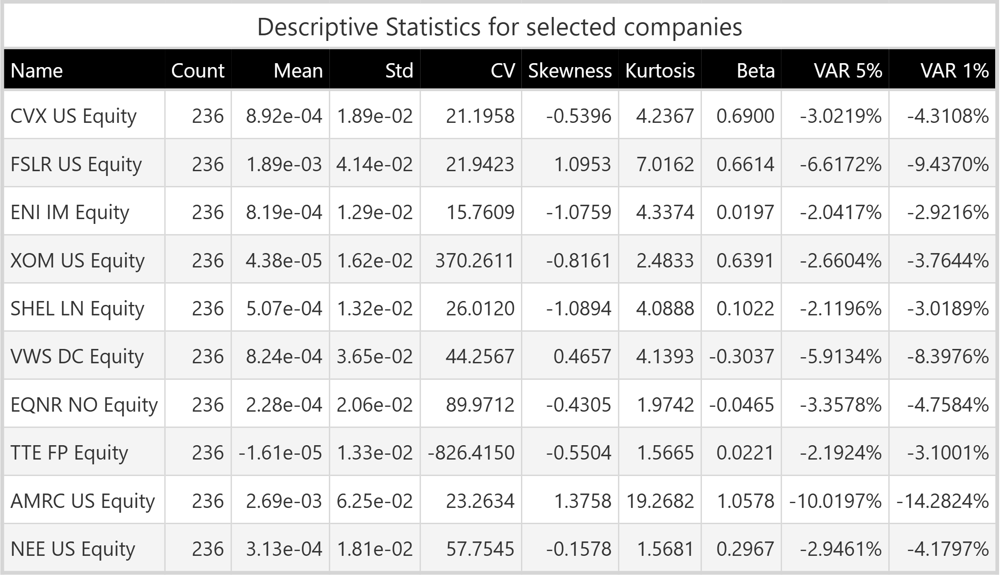 Descriptive Statistics for selected companies
Name Count Mean Std CV Skewness Kurtosis Beta VAR 5% VAR 1%
CVX US Equity 236 8.92e-04 1.89e-02 21.1958 -0.5396 4.2367 0.6900 -3.0219% -4.3108%
FSLR US Equity 236 1.89e-03 4.14e-02 21.9423 1.0953 7.0162 0.6614 -6.6172% -9.4370%
ENI IM Equity 236 8.19e-04 1.29e-02 15.7609 -1.0759 4.3374 0.0197 -2.0417% -2.9216%
XOM US Equity 236 4.38e-05 1.62e-02 370.2611 -0.8161 2.4833 0.6391 -2.6604% -3.7644%
SHEL LN Equity 236 5.07e-04 1.32e-02 26.0120 -1.0894 4.0888 0.1022 -2.1196% -3.0189%
VWS DC Equity 236 8.24e-04 3.65e-02 44.2567 0.4657 4.1393 -0.3037 -5.9134% -8.3976%
EQNR NO Equity 236 2.28e-04 2.06e-02 89.9712 -0.4305 1.9742 -0.0465 -3.3578% -4.7584%
TTE FP Equity 236 -1.61e-05 1.33e-02 -826.4150 -0.5504 1.5665 0.0221 -2.1924% -3.1001%
AMRC US Equity 236 2.69e-03 6.25e-02 23.2634 1.3758 19.2682 1.0578 -10.0197% -14.2824%
NEE US Equity 236 3.13e-04 1.81e-02 57.7545 -0.1578 1.5681 0.2967 -2.9461% -4.1797%